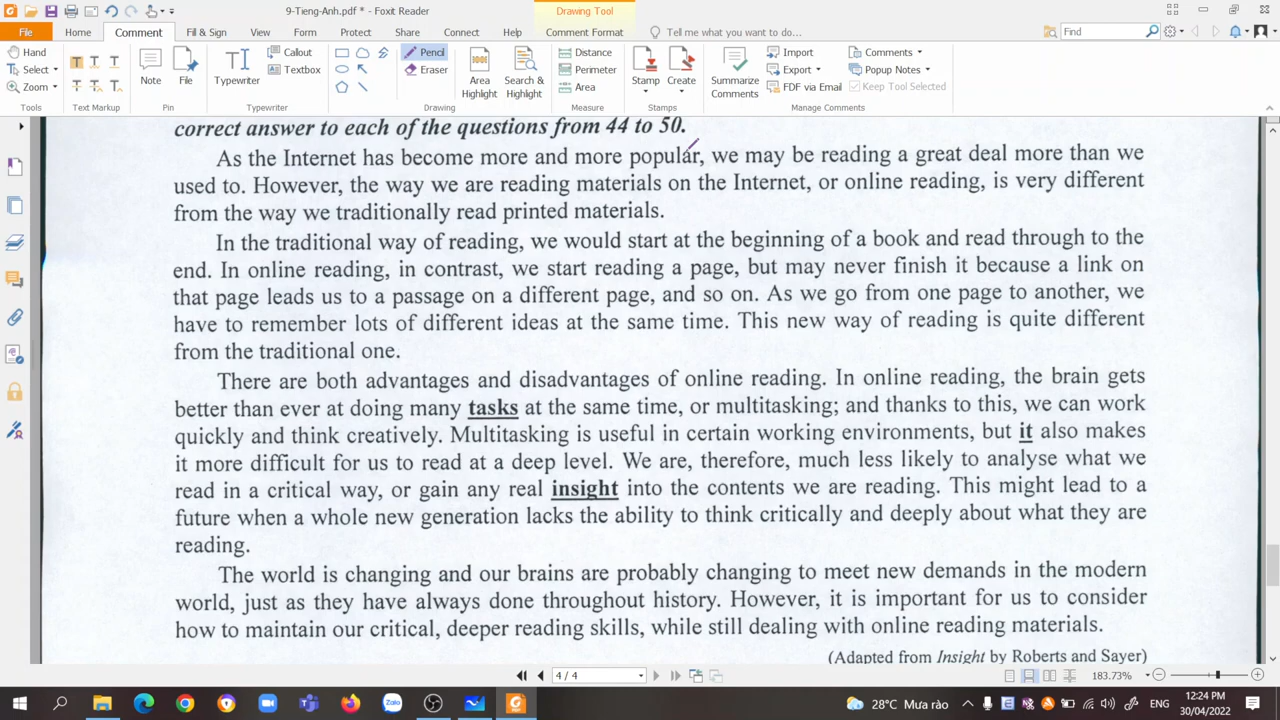 9-Tieng-Anh.pdf * - Foxit Reader
Drawing Tool
File Home Comment Fill & Sign View Form Protect Share Connect Help Comment Format Tell me what you want to do... Find
Hand
Select
Zoom
Tools
Text Markup
Note
File
Pin
Typewriter
Callout
Textbox
Typewriter
Pencil
Eraser
Drawing
Area Highlight
Search & Highlight
Distance
Perimeter
Area
Measure
Stamp
Create
Stamps
Summarize Comments
Import
Export
FDF via Email
Comments
Popup Notes
Keep Tool Selected
Manage Comments
correct answer to each of the questions from 44 to 50.
As the Internet has become more and more popular, we may be reading a great deal more than we
used to. However, the way we are reading materials on the Internet, or online reading, is very different
from the way we traditionally read printed materials.
In the traditional way of reading, we would start at the beginning of a book and read through to the
end. In online reading, in contrast, we start reading a page, but may never finish it because a link on
that page leads us to a passage on a different page, and so on. As we go from one page to another, we
have to remember lots of different ideas at the same time. This new way of reading is quite different
from the traditional one.
There are both advantages and disadvantages of online reading. In online reading, the brain gets
better than ever at doing many tasks at the same time, or multitasking; and thanks to this, we can work
quickly and think creatively. Multitasking is useful in certain working environments, but it also makes
it more difficult for us to read at a deep level. We are, therefore, much less likely to analyse what we
read in a critical way, or gain any real insight into the contents we are reading. This might lead to a
future when a whole new generation lacks the ability to think critically and deeply about what they are
reading.
The world is changing and our brains are probably changing to meet new demands in the modern
world, just as they have always done throughout history. However, it is important for us to consider
how to maintain our critical, deeper reading skills, while still dealing with online reading materials.
(Adapted from Insight by Roberts and Sayer)
4 / 4
183.73%
Zalo
28°C Mưa rào
ENG
12:24 PM
30/04/2022